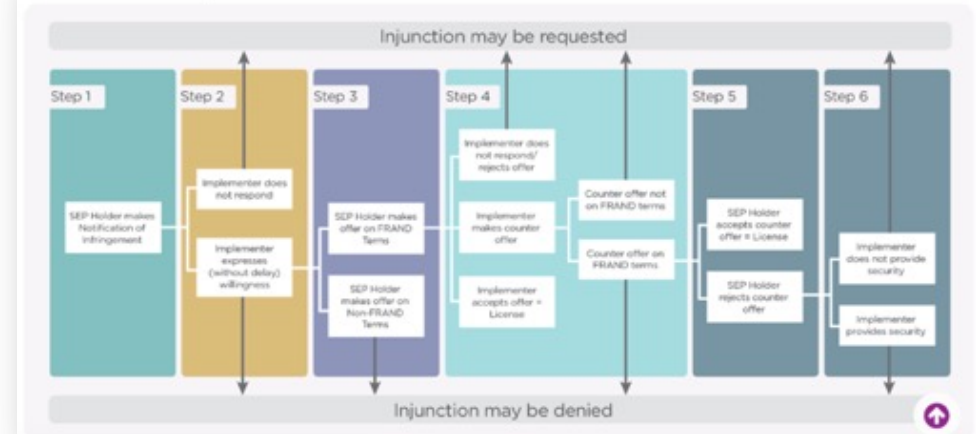 Injunction may be requested
Step 1
Step 2
Step 3
Step 4
Step 5
Step 6
SEP Holder makes
Notification of
Infringement
Implementer does
not respond
Implementer
expresses
(without delay)
willingness
SEP Holder makes
offer on FRAND
Terms
SEP Holder
makes offer on
Non-FRAND
Terms
Implementer does
not respond/
rejects offer
Implementer
makes counter
offer
Implementer
accepts offer =
License
Counter offer not
on FRAND terms
Counter offer on
FRAND terms
SEP Holder
accepts counter
offer = License
SEP Holder
rejects counter
offer
Implementer
does not provide
security
Implementer
provides security
Injunction may be denied